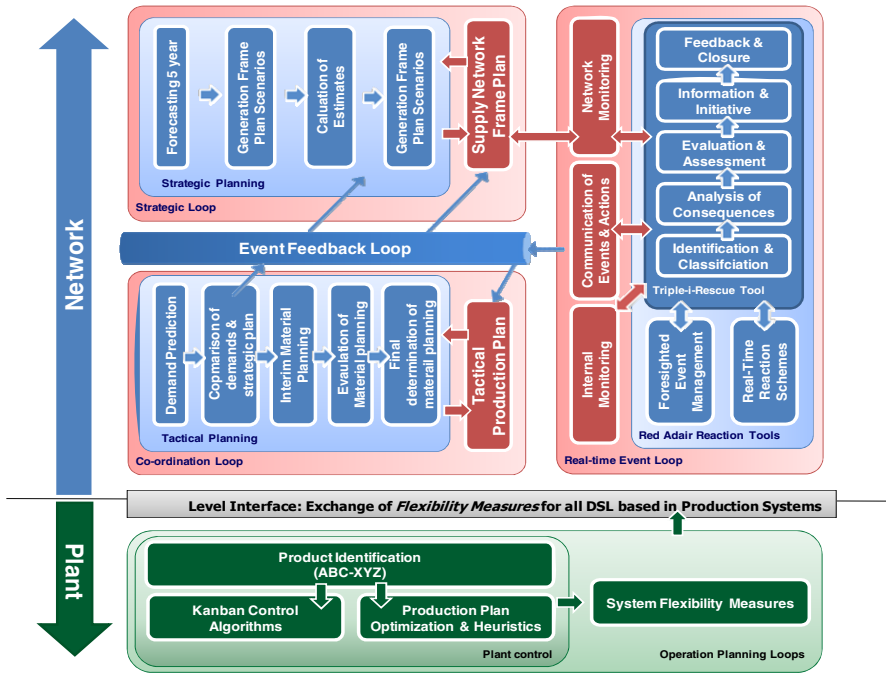 Network
Plant
Forecasting 5 year
Generation Frame
Plan Scenarios
Caluation of
Estimates
Generation Frame
Plan Scenarios
Strategic Planning
Strategic Loop
Supply Network
Frame Plan
Event Feedback Loop
Demand Prediction
Copmarison of
demands &
strategic plan
Interim Material
Planning
Evaulation of
Material planning
Final
determination of
materail planning
Tactical Planning
Co-ordination Loop
Tactical
Production Plan
Network
Monitoring
Communication of
Events & Actions
Internal
Monitoring
Feedback &
Closure
Information &
Initiative
Evaluation &
Assessment
Analysis of
Consequences
Identification &
Classifciation
Triple-i-Rescue Tool
Foresighted
Event
Management
Real-Time
Reaction
Schemes
Red Adair Reaction Tools
Real-time Event Loop
Level Interface: Exchange of Flexibility Measures for all DSL based in Production Systems
Product Identification
(ABC-XYZ)
Kanban Control
Algorithms
Production Plan
Optimization & Heuristics
Plant control
System Flexibility Measures
Operation Planning Loops